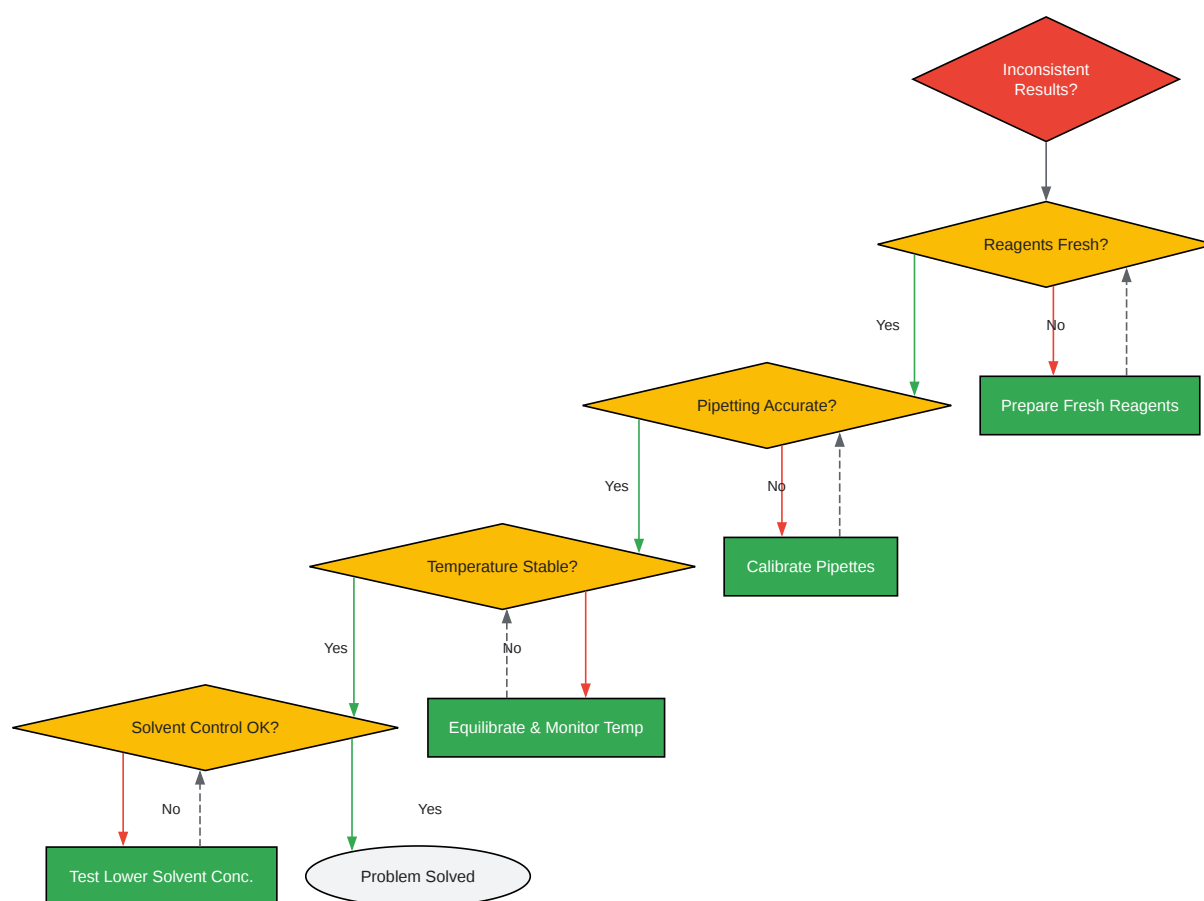 Inconsistent
Results?
Reagents Fresh?
Yes
No
Pipetting Accurate?
Prepare Fresh Reagents
Yes
No
Temperature Stable?
Calibrate Pipettes
Yes
No
Solvent Control OK?
Equilibrate & Monitor Temp
No
Yes
Test Lower Solvent Conc.
Problem Solved